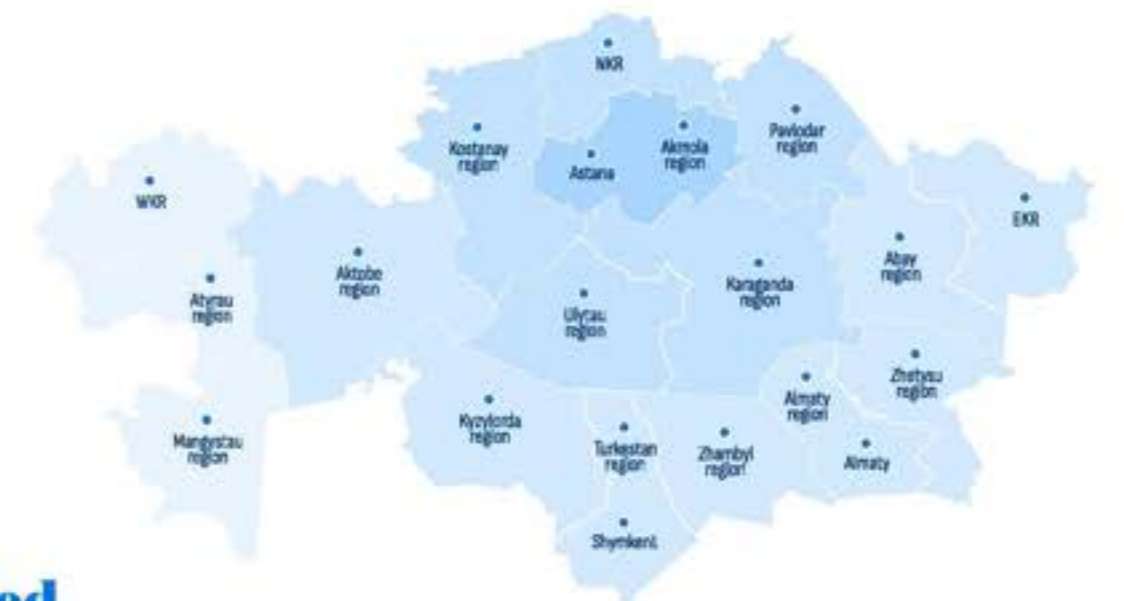 NKR
Kostanay
region
Astana
Akmola
region
Pavlodar
region
WKR
EKR
Atyrau
region
Aktobe
region
Ulytau
region
Karaganda
region
Abay
region
Zhetysu
region
Mangystau
region
Kyzylorda
region
Turkestan
region
Zhambyl
region
Almaty
region
Almaty
Shymkent